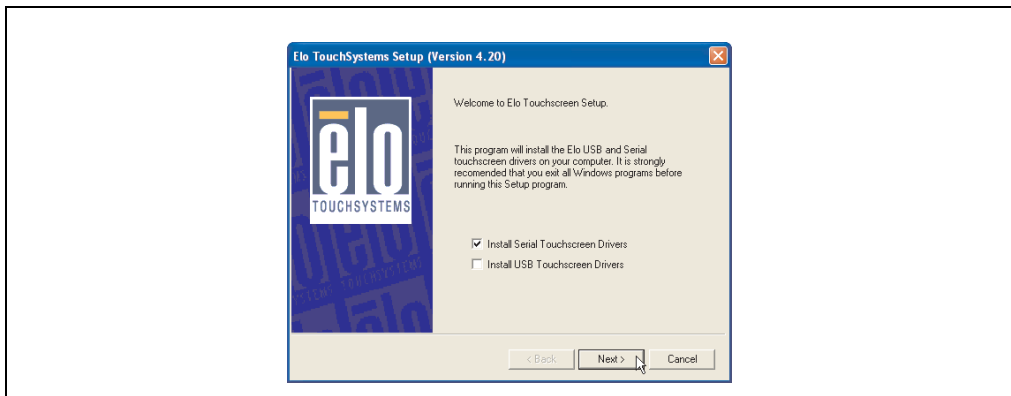 Elo TouchSystems Setup (Version 4.20)
elo
TOUCHSYSTEMS
Welcome to Elo Touchscreen Setup.
This program will install the Elo USB and Serial
touchscreen drivers on your computer. It is strongly
recomended that you exit all Windows programs before
running this Setup program.
Install Serial Touchscreen Drivers
Install USB Touchscreen Drivers
< Back
Next >
Cancel